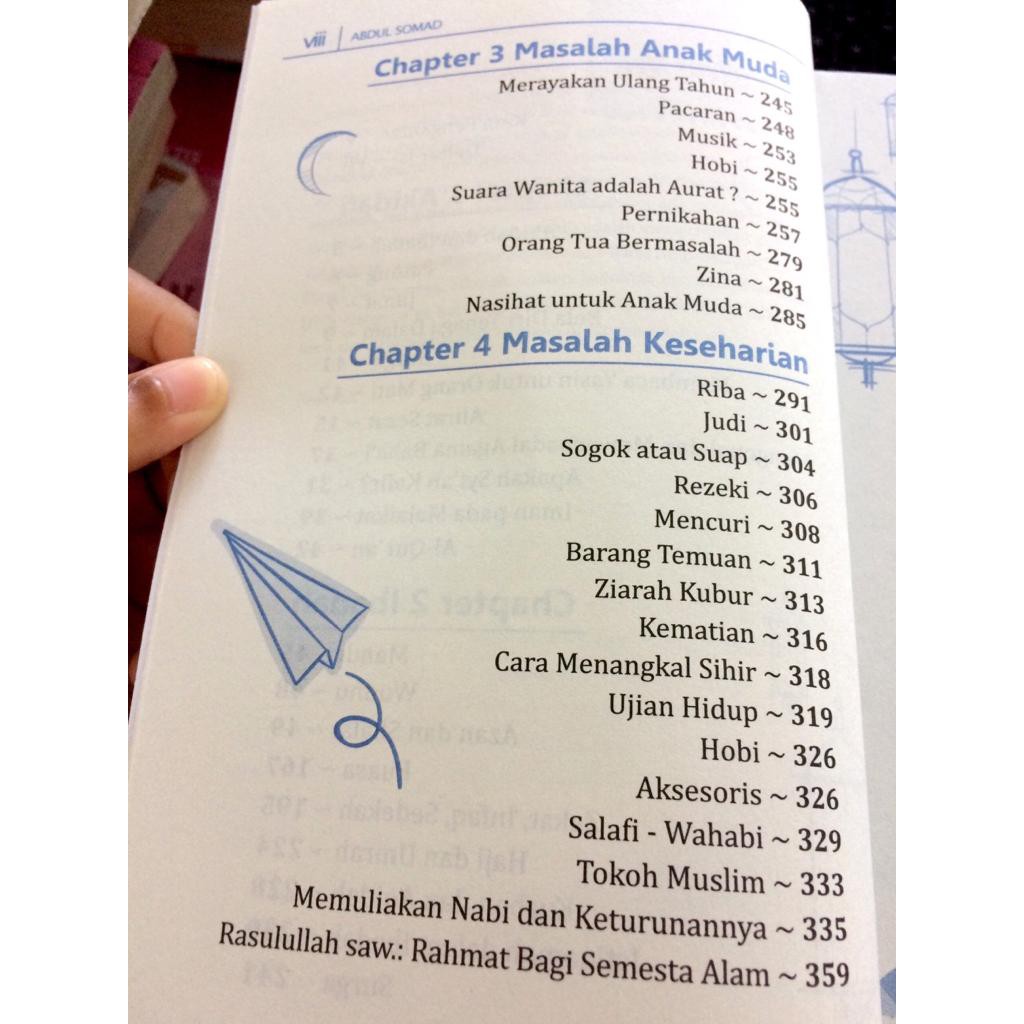 viii | ABDUL SOMAD
Chapter 3 Masalah Anak Muda
Merayakan Ulang Tahun ~ 245
Pacaran ~ 248
Musik ~ 253
Hobi ~ 255
Suara Wanita adalah Aurat ? ~ 255
Pernikahan ~ 257
Orang Tua Bermasalah ~ 279
Zina ~ 281
Nasihat untuk Anak Muda ~ 285
Chapter 4 Masalah Keseharian
Riba ~ 291
Judi ~ 301
Sogok atau Suap ~ 304
Rezeki ~ 306
Mencuri ~ 308
Barang Temuan ~ 311
Ziarah Kubur ~ 313
Kematian ~ 316
Cara Menangkal Sihir ~ 318
Ujian Hidup ~ 319
Hobi ~ 326
Aksesoris ~ 326
Salafi - Wahabi ~ 329
Tokoh Muslim ~ 333
Memuliakan Nabi dan Keturunannya ~ 335
Rasulullah saw.: Rahmat Bagi Semesta Alam ~ 359